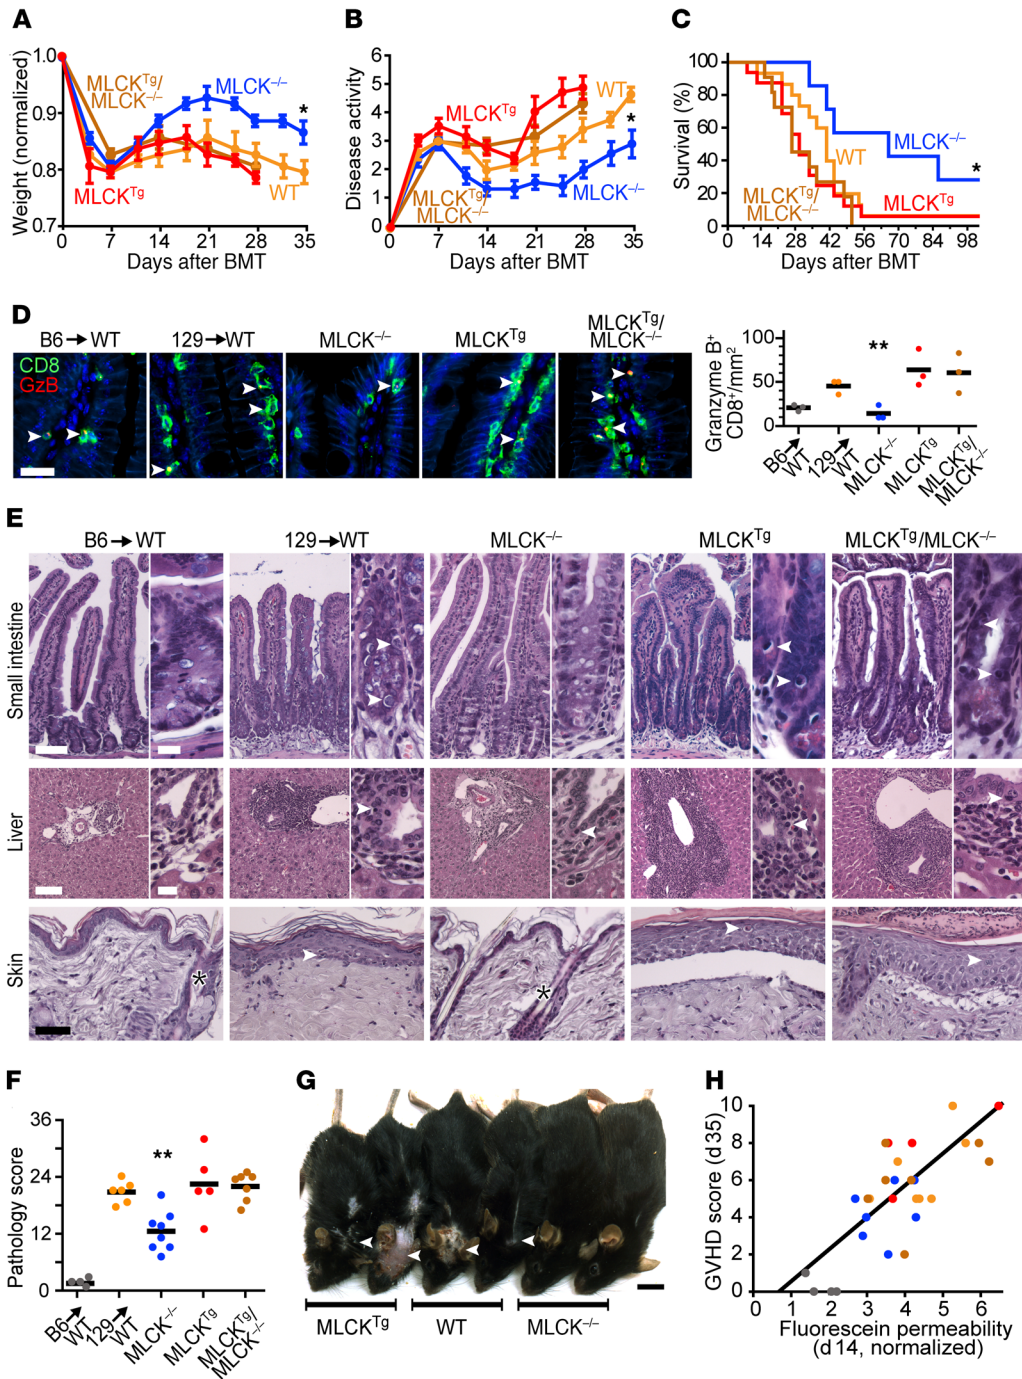 A
Weight (normalized)
1.0
0.9
0.8
0.7
0
7
14
21
28
35
Days after BMT
MLCKTg/
MLCK–/–
MLCK–/–
*
MLCKTg
WT
B
Disease activity
6
5
4
3
2
1
0
0
7
14
21
28
35
Days after BMT
MLCKTg
WT
*
MLCKTg/
MLCK–/–
MLCK–/–
C
Survival (%)
100
80
60
40
20
0
0
14
28
42
56
70
84
98
Days after BMT
MLCK–/–
*
WT
MLCKTg/
MLCK–/–
MLCKTg
D
B6→WT
129→WT
MLCK–/–
MLCKTg
MLCKTg/
MLCK–/–
CD8
GzB
Granzyme B+
CD8+/mm2
100
50
0
**
B6→
WT
129→
WT
MLCK–/–
MLCKTg
MLCKTg/
MLCK–/–
E
B6→WT
129→WT
MLCK–/–
MLCKTg
MLCKTg/MLCK–/–
Small intestine
Liver
Skin
*
*
F
Pathology score
36
24
12
0
**
B6→
WT
129→
WT
MLCK–/–
MLCKTg
MLCKTg/
MLCK–/–
G
MLCKTg
WT
MLCK–/–
H
GVHD score (d35)
10
8
6
4
2
0
0
1
2
3
4
5
6
Fluorescein permeability
(d14, normalized)